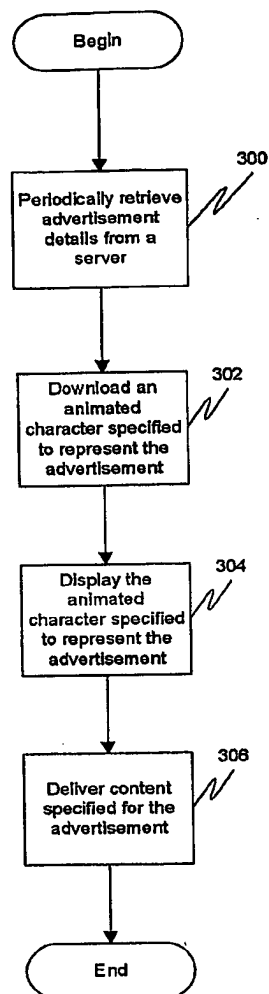 Begin
300
Periodically retrieve
advertisement
details from a
server
302
Download an
animated
character specified
to represent the
advertisement
304
Display the
animated
character specified
to represent the
advertisement
306
Deliver content
specified for the
advertisement
End